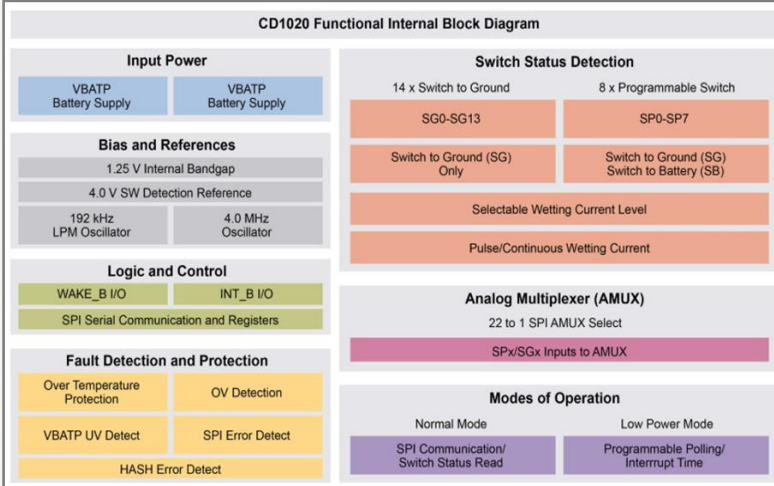 CD1020 Functional Internal Block Diagram
Input Power
VBATP
Battery Supply
VBATP
Battery Supply
Bias and References
1.25 V Internal Bandgap
4.0 V SW Detection Reference
192 kHz
LPM Oscillator
4.0 MHz
Oscillator
Logic and Control
WAKE_B I/O
INT_B I/O
SPI Serial Communication and Registers
Fault Detection and Protection
Over Temperature
Protection
OV Detection
VBATP UV Detect
SPI Error Detect
HASH Error Detect
Switch Status Detection
14 x Switch to Ground
8 x Programmable Switch
SG0-SG13
SP0-SP7
Switch to Ground (SG)
Only
Switch to Ground (SG)
Switch to Battery (SB)
Selectable Wetting Current Level
Pulse/Continuous Wetting Current
Analog Multiplexer (AMUX)
22 to 1 SPI AMUX Select
SPx/SGx Inputs to AMUX
Modes of Operation
Normal Mode
Low Power Mode
SPI Communication/
Switch Status Read
Programmable Polling/
Interrrupt Time